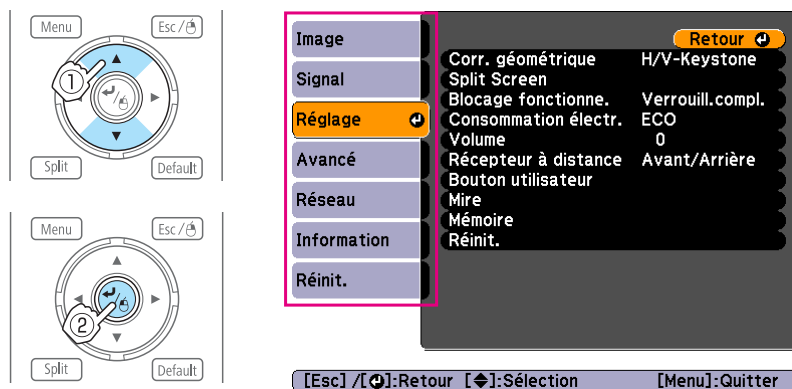 Menu Esc/
1
Split Default
Menu Esc/
2
Split Default
Image
Signal
Réglage
Avancé
Réseau
Information
Réinit.
Retour
Corr. géométrique H/V-Keystone
Split Screen
Blocage fonctionne. Verrouill.compl.
Consommation électr. ECO
Volume 0
Récepteur à distance Avant/Arrière
Bouton utilisateur
Mire
Mémoire
Réinit.
[Esc] /[ ]:Retour [ ]:Sélection [Menu]:Quitter